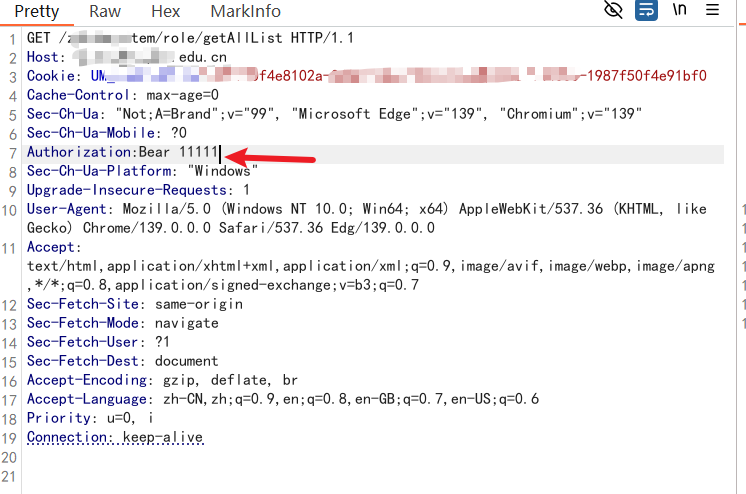 Pretty Raw Hex MarkInfo \n
1 GET /z tem/role/getAllList HTTP/1.1
2 Host: .edu.cn
3 Cookie: UM_ 5f4e8102a- -1987f50f4e91bf0
4 Cache-Control: max-age=0
5 Sec-Ch-Ua: "Not;A=Brand";v="99", "Microsoft Edge";v="139", "Chromium";v="139"
6 Sec-Ch-Ua-Mobile: ?0
7 Authorization:Bear 11111
8 Sec-Ch-Ua-Platform: "Windows"
9 Upgrade-Insecure-Requests: 1
10 User-Agent: Mozilla/5.0 (Windows NT 10.0; Win64; x64) AppleWebKit/537.36 (KHTML, like
Gecko) Chrome/139.0.0.0 Safari/537.36 Edg/139.0.0.0
11 Accept:
text/html,application/xhtml+xml,application/xml;q=0.9,image/avif,image/webp,image/apng
,*/*;q=0.8,application/signed-exchange;v=b3;q=0.7
12 Sec-Fetch-Site: same-origin
13 Sec-Fetch-Mode: navigate
14 Sec-Fetch-User: ?1
15 Sec-Fetch-Dest: document
16 Accept-Encoding: gzip, deflate, br
17 Accept-Language: zh-CN,zh;q=0.9,en;q=0.8,en-GB;q=0.7,en-US;q=0.6
18 Priority: u=0, i
19 Connection: keep-alive
20
21